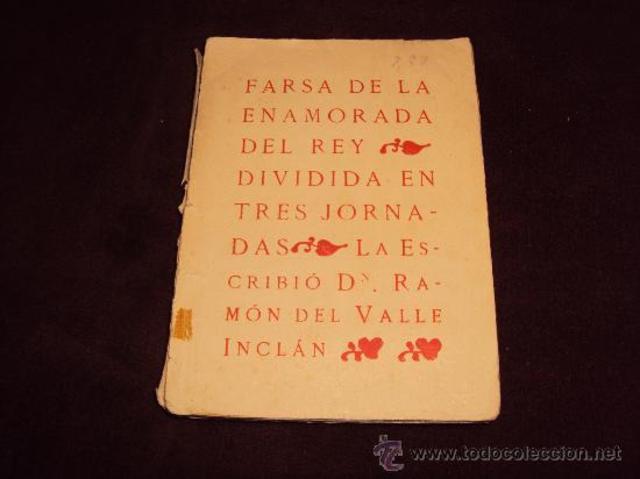 FARSA DE LA
ENAMORADA
DEL REY
DIVIDIDA EN
TRES JORNA-
DAS LA ES-
CRIBIÓ Dⁿ. RA-
MÓN DEL VALLE
INCLÁN
www.todocoleccion.net